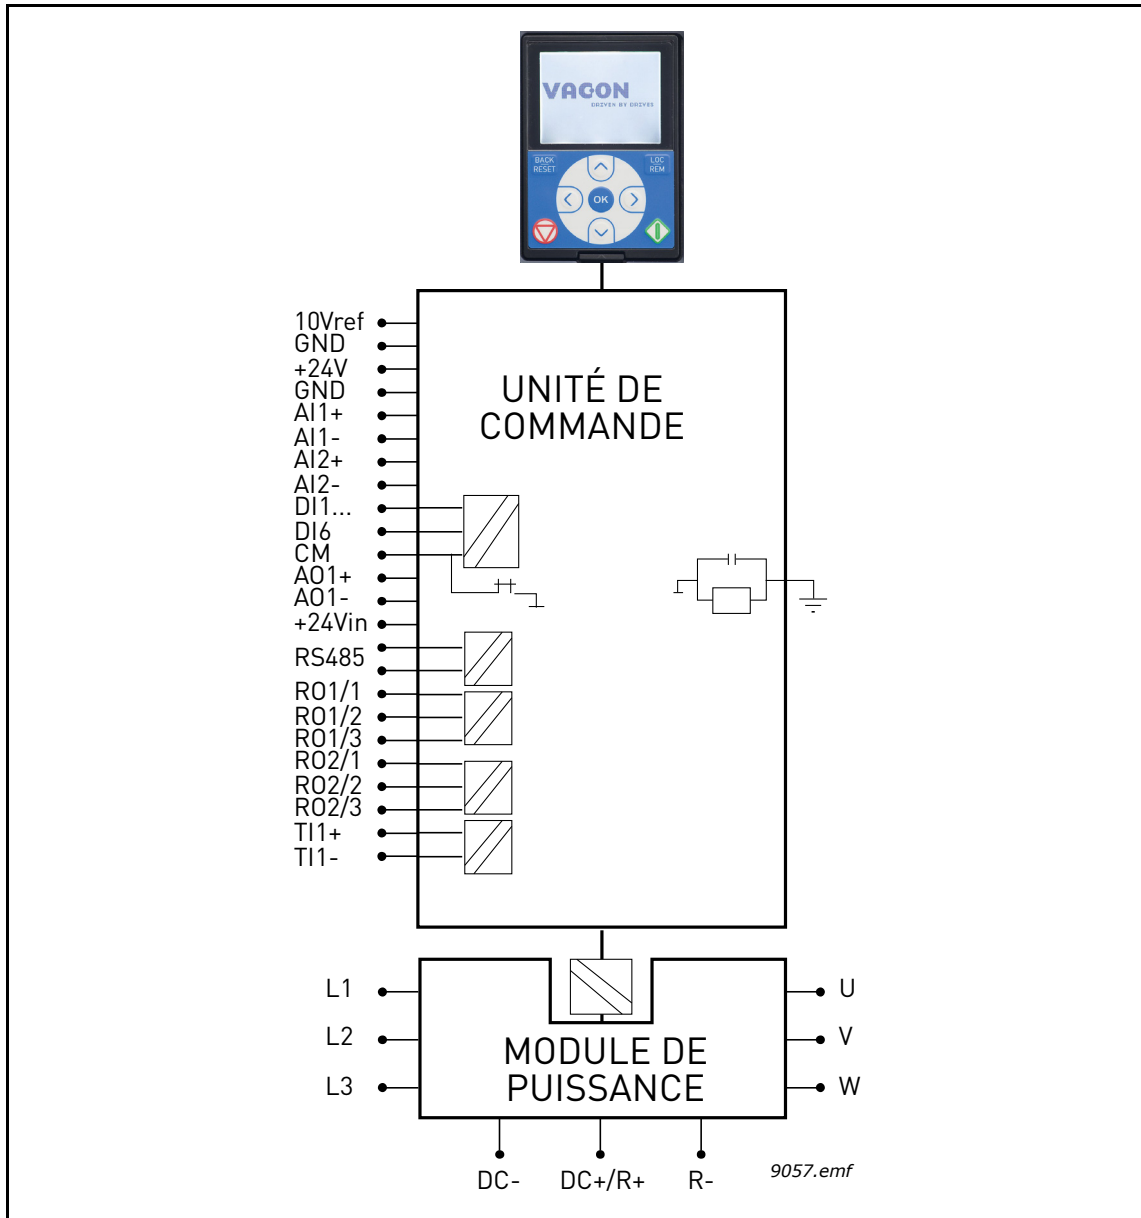 VACON
DRIVEN BY DRIVES
BACK
RESET
LOC
REM
OK
10Vref
GND
+24V
GND
AI1+
AI1-
AI2+
AI2-
DI1...
DI6
CM
AO1+
AO1-
+24Vin
RS485
RO1/1
RO1/2
RO1/3
RO2/1
RO2/2
RO2/3
TI1+
TI1-
UNITÉ DE
COMMANDE
L1
L2
L3
MODULE DE
PUISSANCE
U
V
W
DC-
DC+/R+
R-
9057.emf